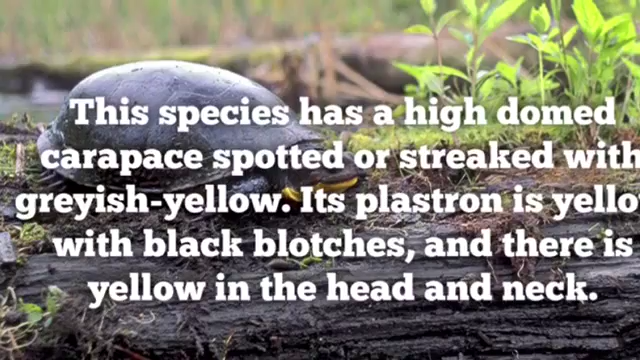 This species has a high domed
carapace spotted or streaked with
greyish-yellow. Its plastron is yello
with black blotches, and there is
yellow in the head and neck.